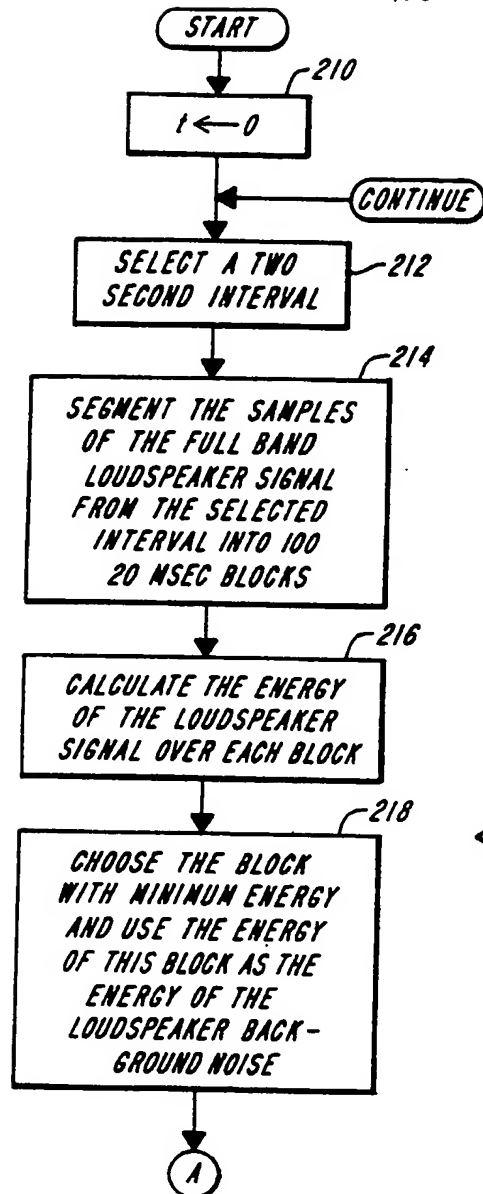 START
210
t ← 0
CONTINUE
SELECT A TWO
SECOND INTERVAL
212
214
SEGMENT THE SAMPLES
OF THE FULL BAND
LOUDSPEAKER SIGNAL
FROM THE SELECTED
INTERVAL INTO 100
20 MSEC BLOCKS
216
CALCULATE THE ENERGY
OF THE LOUDSPEAKER
SIGNAL OVER EACH BLOCK
218
CHOOSE THE BLOCK
WITH MINIMUM ENERGY
AND USE THE ENERGY
OF THIS BLOCK AS THE
ENERGY OF THE
LOUDSPEAKER BACK-
GROUND NOISE
A